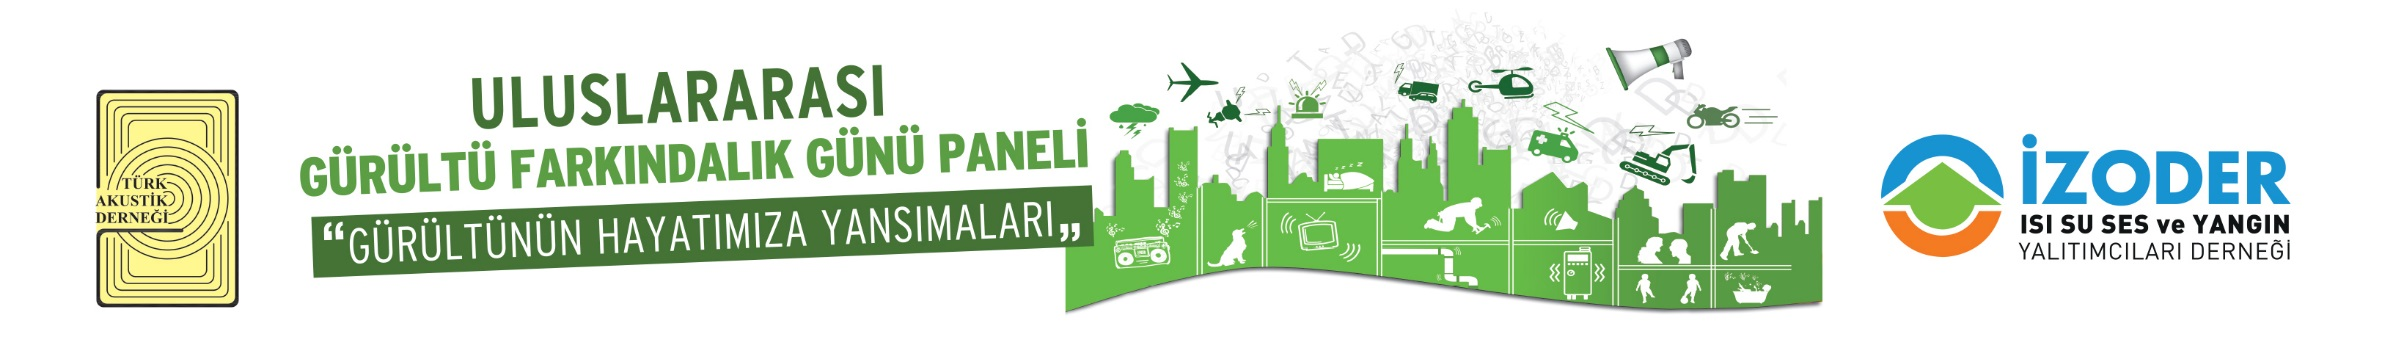 TÜRK
AKUSTİK
DERNEĞİ
ULUSLARARASI
GÜRÜLTÜ FARKINDALIK GÜNÜ PANELİ
“GÜRÜLTÜNÜN HAYATIMIZA YANSIMALARI„
İZODER
ISI SU SES ve YANGIN
YALITIMCILARI DERNEĞİ